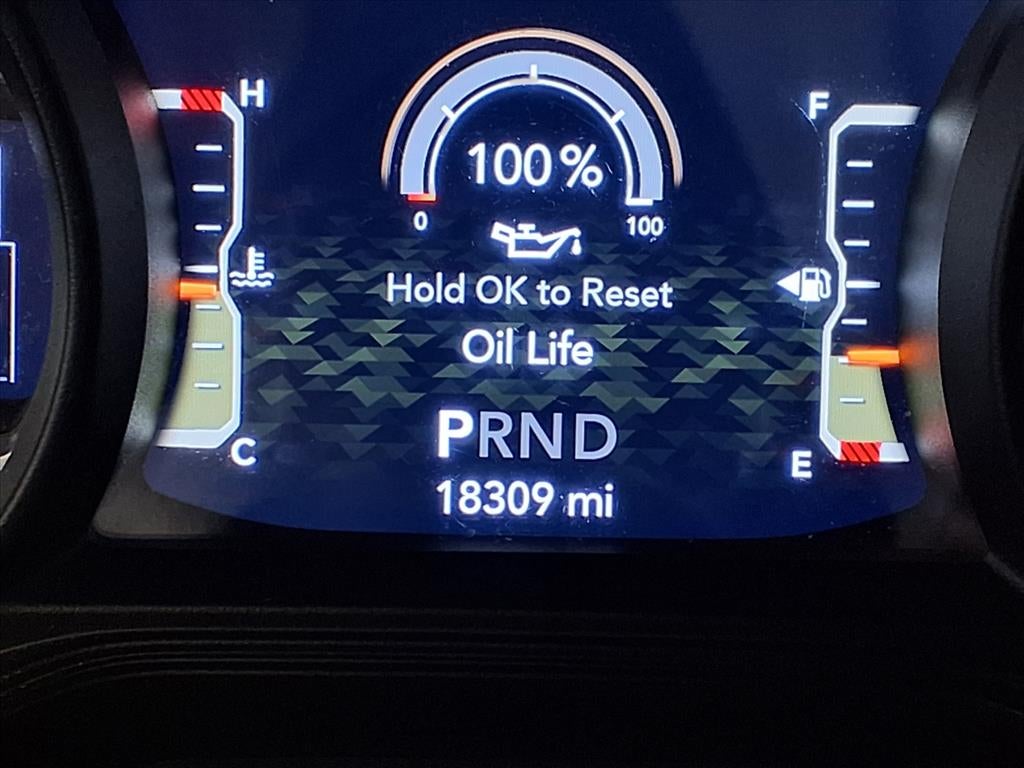 H
F
100%
0
100
Hold OK to Reset
Oil Life
PRND
C
E
18309 mi